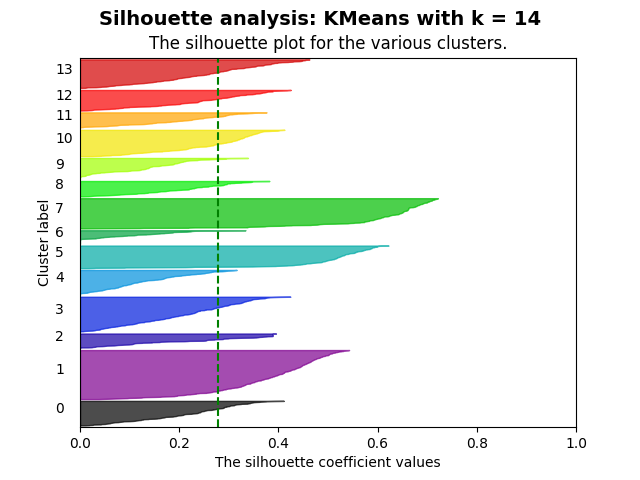 Silhouette analysis: KMeans with k = 14
The silhouette plot for the various clusters.
13
12
11
10
9
8
7
6
5
4
3
2
1
0
Cluster label
0.0 0.2 0.4 0.6 0.8 1.0
The silhouette coefficient values